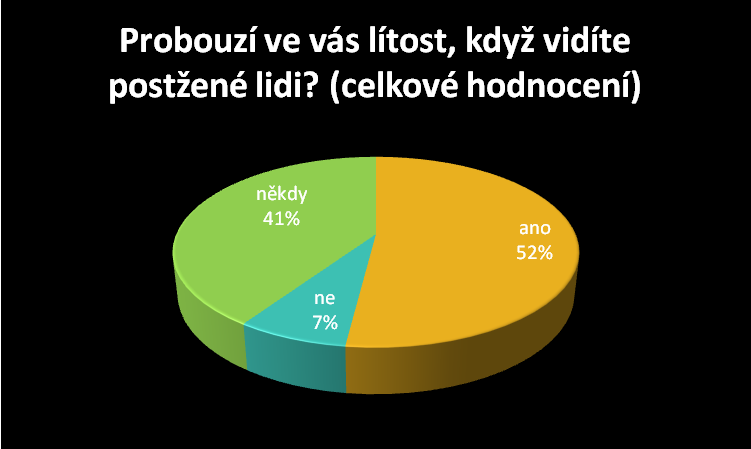 Probouzí ve vás lítost, když vidíte
postžené lidi? (celkové hodnocení)
někdy
41%
ano
52%
ne
7%